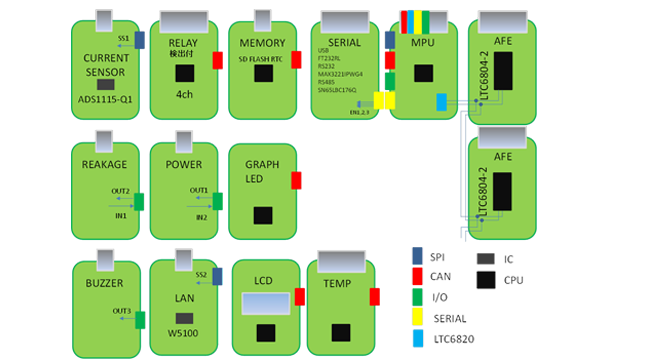 SS1
CURRENT
SENSOR
ADS1115-Q1
RELAY
検出付
4ch
MEMORY
SD FLASH RTC
SERIAL
USB
FT232RL
RS232
MAX3221IPWG4
RS485
SN65LBC176Q
EN1,2,3
MPU
AFE
LTC6804-2
AFE
LTC6804-2
REAKAGE
OUT2
IN1
POWER
OUT1
IN2
GRAPH
LED
BUZZER
OUT3
SS2
LAN
W5100
LCD
TEMP
SPI
CAN
I/O
SERIAL
LTC6820
IC
CPU